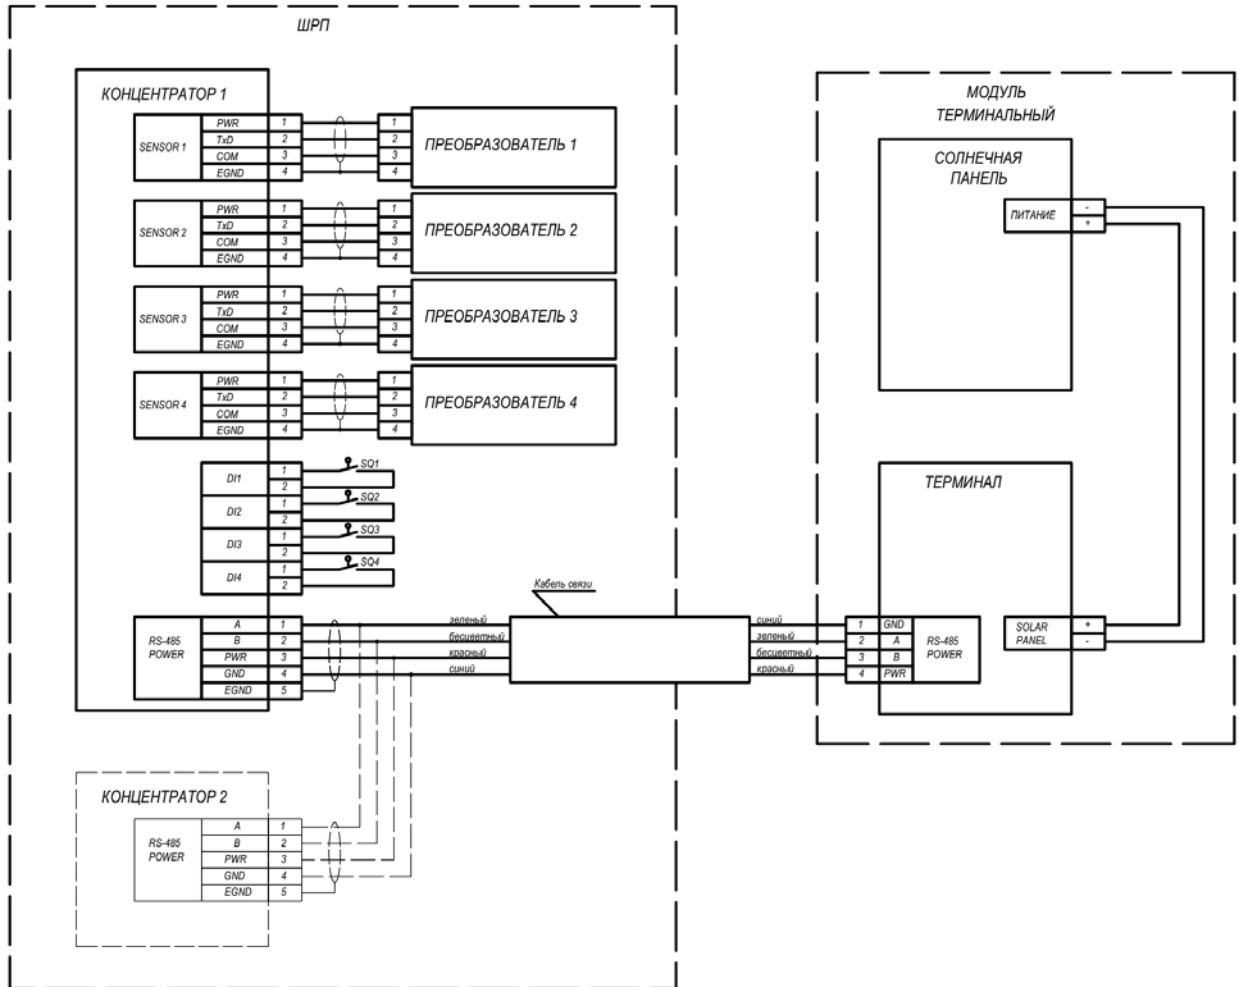 ШРП
КОНЦЕНТРАТОР 1
SENSOR 1
PWR 1
TxD 2
COM 3
EGND 4
1
2
3
4
ПРЕОБРАЗОВАТЕЛЬ 1
SENSOR 2
PWR 1
TxD 2
COM 3
EGND 4
1
2
3
4
ПРЕОБРАЗОВАТЕЛЬ 2
SENSOR 3
PWR 1
TxD 2
COM 3
EGND 4
1
2
3
4
ПРЕОБРАЗОВАТЕЛЬ 3
SENSOR 4
PWR 1
TxD 2
COM 3
EGND 4
1
2
3
4
ПРЕОБРАЗОВАТЕЛЬ 4
DI1
1
2
SQ1
DI2
1
2
SQ2
DI3
1
2
SQ3
DI4
1
2
SQ4
RS-485
POWER
A 1
B 2
PWR 3
GND 4
EGND 5
зеленый
бесцветный
красный
синий
Кабель связи
синий
зеленый
бесцветный
красный
КОНЦЕНТРАТОР 2
RS-485
POWER
A 1
B 2
PWR 3
GND 4
EGND 5
МОДУЛЬ
ТЕРМИНАЛЬНЫЙ
СОЛНЕЧНАЯ
ПАНЕЛЬ
ПИТАНИЕ
-
+
ТЕРМИНАЛ
1 GND
2 A
3 B
4 PWR
RS-485
POWER
SOLAR
PANEL
+
-